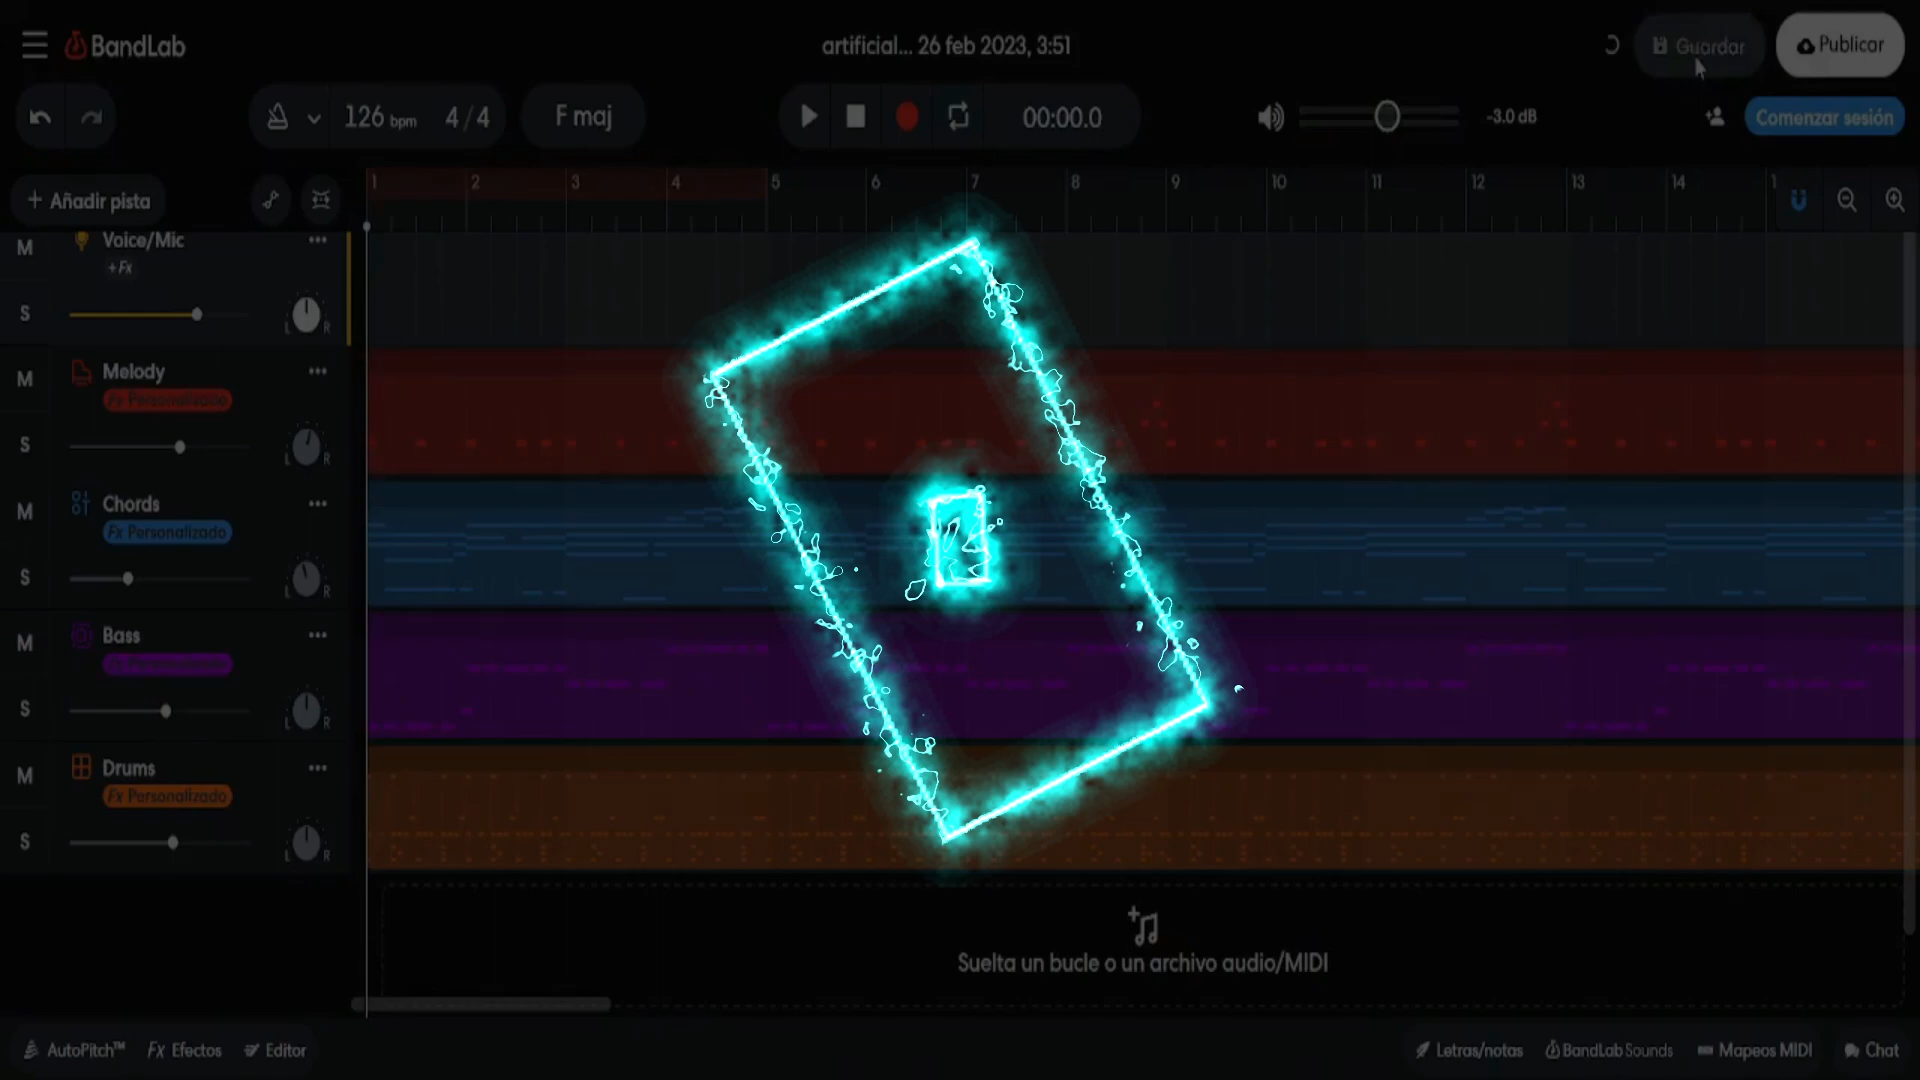 BandLab
artificial... 26 feb 2023, 3:51
Guardar
Publicar
126 bpm
4 / 4
F maj
00:00.0
-3.0 dB
Comenzar sesión
+ Añadir pista
1 2 3 4 5 6 7 8 9 10 11 12 13 14
M
Voice/Mic
+Fx
S
L R
M
Melody
Fx Personalizado
S
L R
M
Chords
Fx Personalizado
S
L R
M
Bass
S
L R
M
Drums
Fx Personalizado
S
L R
Suelta un bucle o un archivo audio/MIDI
AutoPitch™
Fx Efectos
Editor
Letras/notas
BandLab Sounds
Mapeos MIDI
Chat